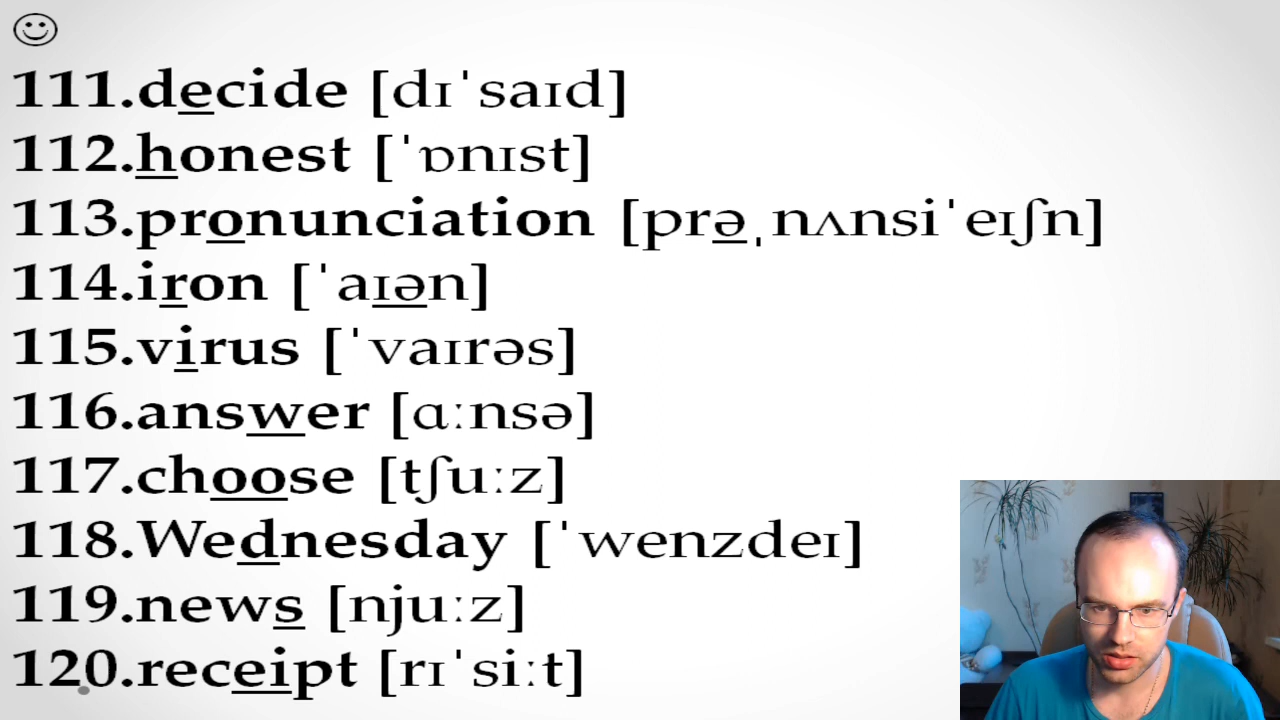 ☺
111.decide [dɪˈsaɪd]
112.honest [ˈɒnɪst]
113.pronunciation [prəˌnʌnsiˈeɪʃn]
114.iron [ˈaɪən]
115.virus [ˈvaɪrəs]
116.answer [ɑːnsə]
117.choose [tʃuːz]
118.Wednesday [ˈwenzdeɪ]
119.news [njuːz]
120.receipt [rɪˈsiːt]